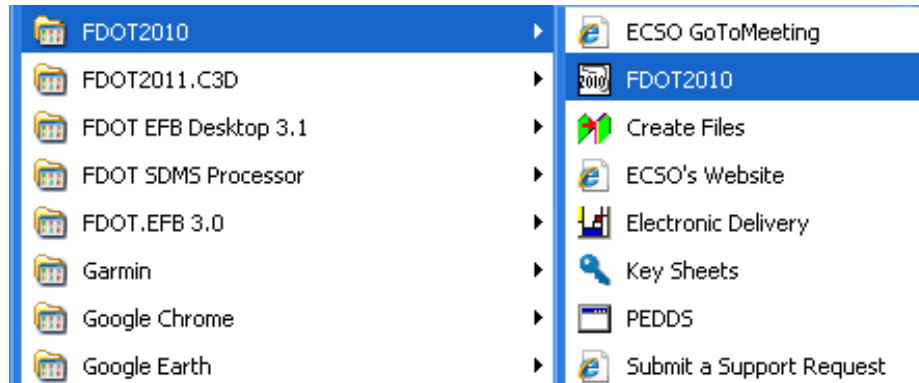 FDOT2010
FDOT2011.C3D
FDOT EFB Desktop 3.1
FDOT SDMS Processor
FDOT.EFB 3.0
Garmin
Google Chrome
Google Earth
ECSO GoToMeeting
2010 FDOT2010
Create Files
ECSO's Website
Electronic Delivery
Key Sheets
PEDDS
Submit a Support Request